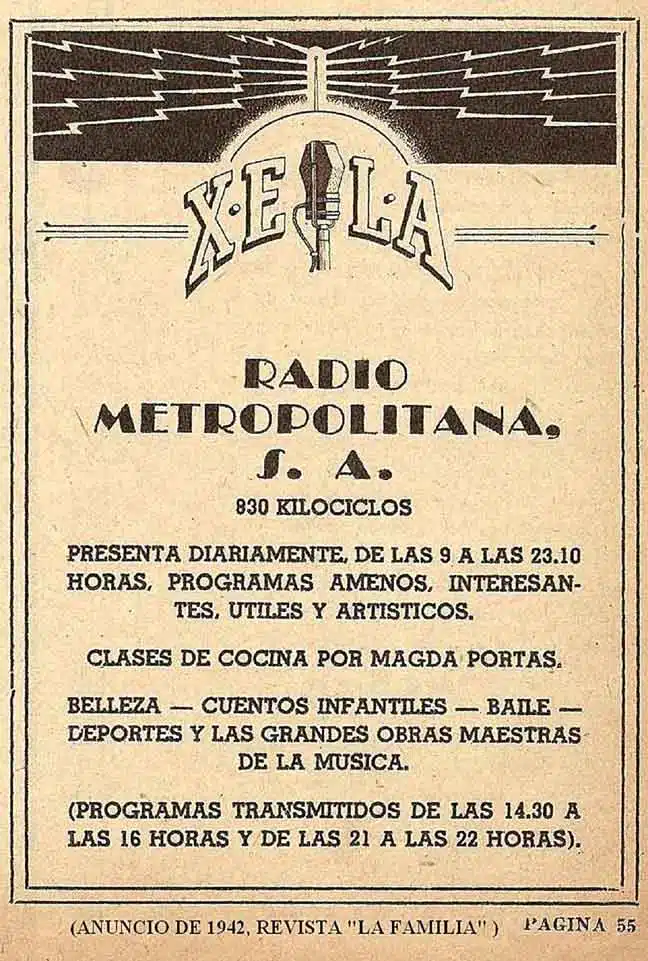 X·E L·A
RADIO
METROPOLITANA,
S. A.
830 KILOCICLOS
PRESENTA DIARIAMENTE, DE LAS 9 A LAS 23.10
HORAS, PROGRAMAS AMENOS, INTERESAN-
TES, UTILES Y ARTISTICOS.
CLASES DE COCINA POR MAGDA PORTAS.
BELLEZA — CUENTOS INFANTILES — BAILE —
DEPORTES Y LAS GRANDES OBRAS MAESTRAS
DE LA MUSICA.
(PROGRAMAS TRANSMITIDOS DE LAS 14.30 A
LAS 16 HORAS Y DE LAS 21 A LAS 22 HORAS).
(ANUNCIO DE 1942, REVISTA "LA FAMILIA" ) PAGINA 55